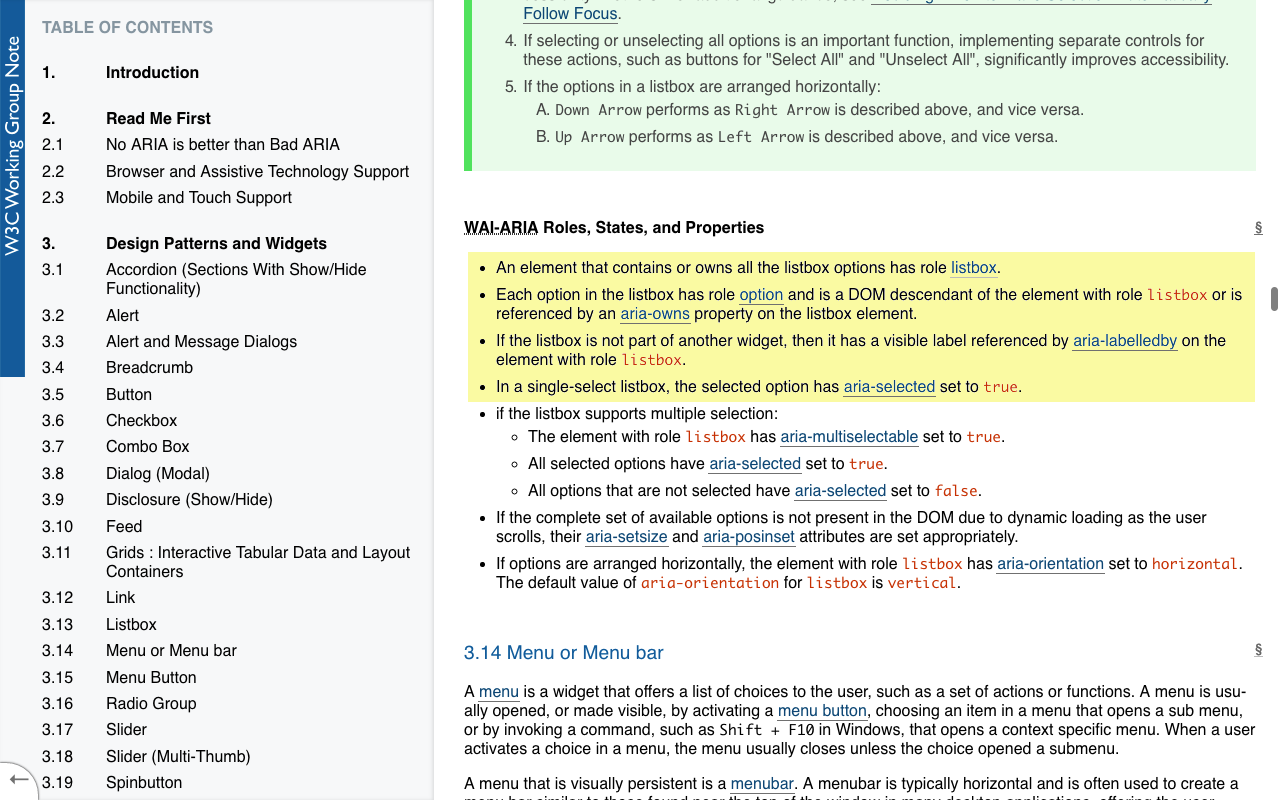 W3C Working Group Note
TABLE OF CONTENTS
1. Introduction
2. Read Me First
2.1 No ARIA is better than Bad ARIA
2.2 Browser and Assistive Technology Support
2.3 Mobile and Touch Support
3. Design Patterns and Widgets
3.1 Accordion (Sections With Show/Hide
Functionality)
3.2 Alert
3.3 Alert and Message Dialogs
3.4 Breadcrumb
3.5 Button
3.6 Checkbox
3.7 Combo Box
3.8 Dialog (Modal)
3.9 Disclosure (Show/Hide)
3.10 Feed
3.11 Grids : Interactive Tabular Data and Layout
Containers
3.12 Link
3.13 Listbox
3.14 Menu or Menu bar
3.15 Menu Button
3.16 Radio Group
3.17 Slider
3.18 Slider (Multi-Thumb)
3.19 Spinbutton
←
Follow Focus.
4. If selecting or unselecting all options is an important function, implementing separate controls for
these actions, such as buttons for "Select All" and "Unselect All", significantly improves accessibility.
5. If the options in a listbox are arranged horizontally:
A. Down Arrow performs as Right Arrow is described above, and vice versa.
B. Up Arrow performs as Left Arrow is described above, and vice versa.
WAI-ARIA Roles, States, and Properties §
• An element that contains or owns all the listbox options has role listbox.
• Each option in the listbox has role option and is a DOM descendant of the element with role listbox or is
referenced by an aria-owns property on the listbox element.
• If the listbox is not part of another widget, then it has a visible label referenced by aria-labelledby on the
element with role listbox.
• In a single-select listbox, the selected option has aria-selected set to true.
• if the listbox supports multiple selection:
◦ The element with role listbox has aria-multiselectable set to true.
◦ All selected options have aria-selected set to true.
◦ All options that are not selected have aria-selected set to false.
• If the complete set of available options is not present in the DOM due to dynamic loading as the user
scrolls, their aria-setsize and aria-posinset attributes are set appropriately.
• If options are arranged horizontally, the element with role listbox has aria-orientation set to horizontal.
The default value of aria-orientation for listbox is vertical.
3.14 Menu or Menu bar §
A menu is a widget that offers a list of choices to the user, such as a set of actions or functions. A menu is usu-
ally opened, or made visible, by activating a menu button, choosing an item in a menu that opens a sub menu,
or by invoking a command, such as Shift + F10 in Windows, that opens a context specific menu. When a user
activates a choice in a menu, the menu usually closes unless the choice opened a submenu.
A menu that is visually persistent is a menubar. A menubar is typically horizontal and is often used to create a